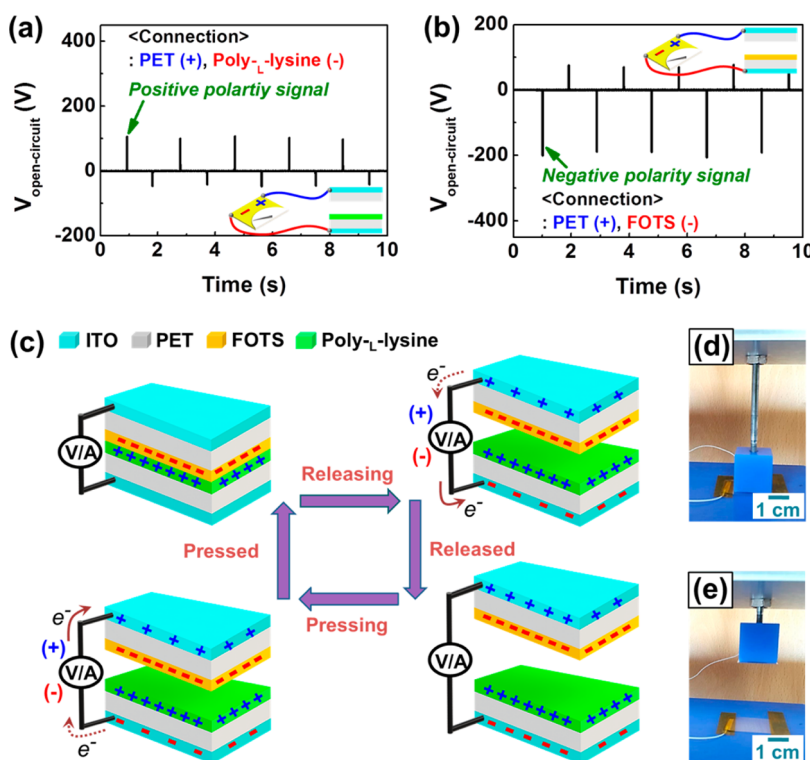 (a)
<Connection>
: PET (+), Poly-L-lysine (-)
Positive polartiy signal
400
200
0
-200
V open-circuit (V)
0 2 4 6 8 10
Time (s)
(b)
200
0
-200
-400
V open-circuit (V)
Negative polarity signal
<Connection>
: PET (+), FOTS (-)
0 2 4 6 8 10
Time (s)
(c)
ITO PET FOTS Poly-L-lysine
V/A
e-
(+)
V/A
(-)
e-
Releasing
Pressed
Released
Pressing
e-
(+)
V/A
(-)
e-
V/A
(d)
1 cm
(e)
1 cm